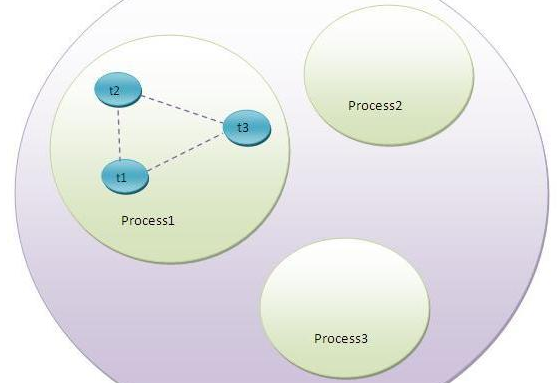 t2
t3
t1
Process1
Process2
Process3